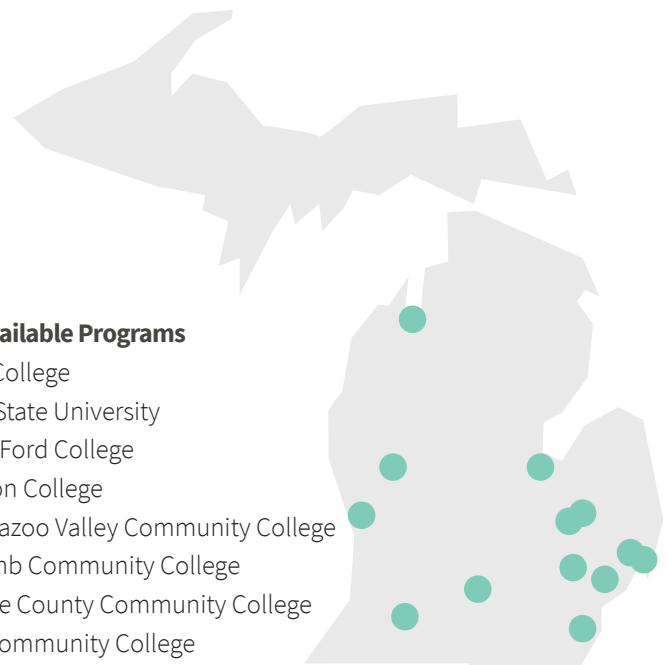 ailable Programs
College
State University
Ford College
on College
azoo Valley Community College
mb Community College
e County Community College
ommunity College